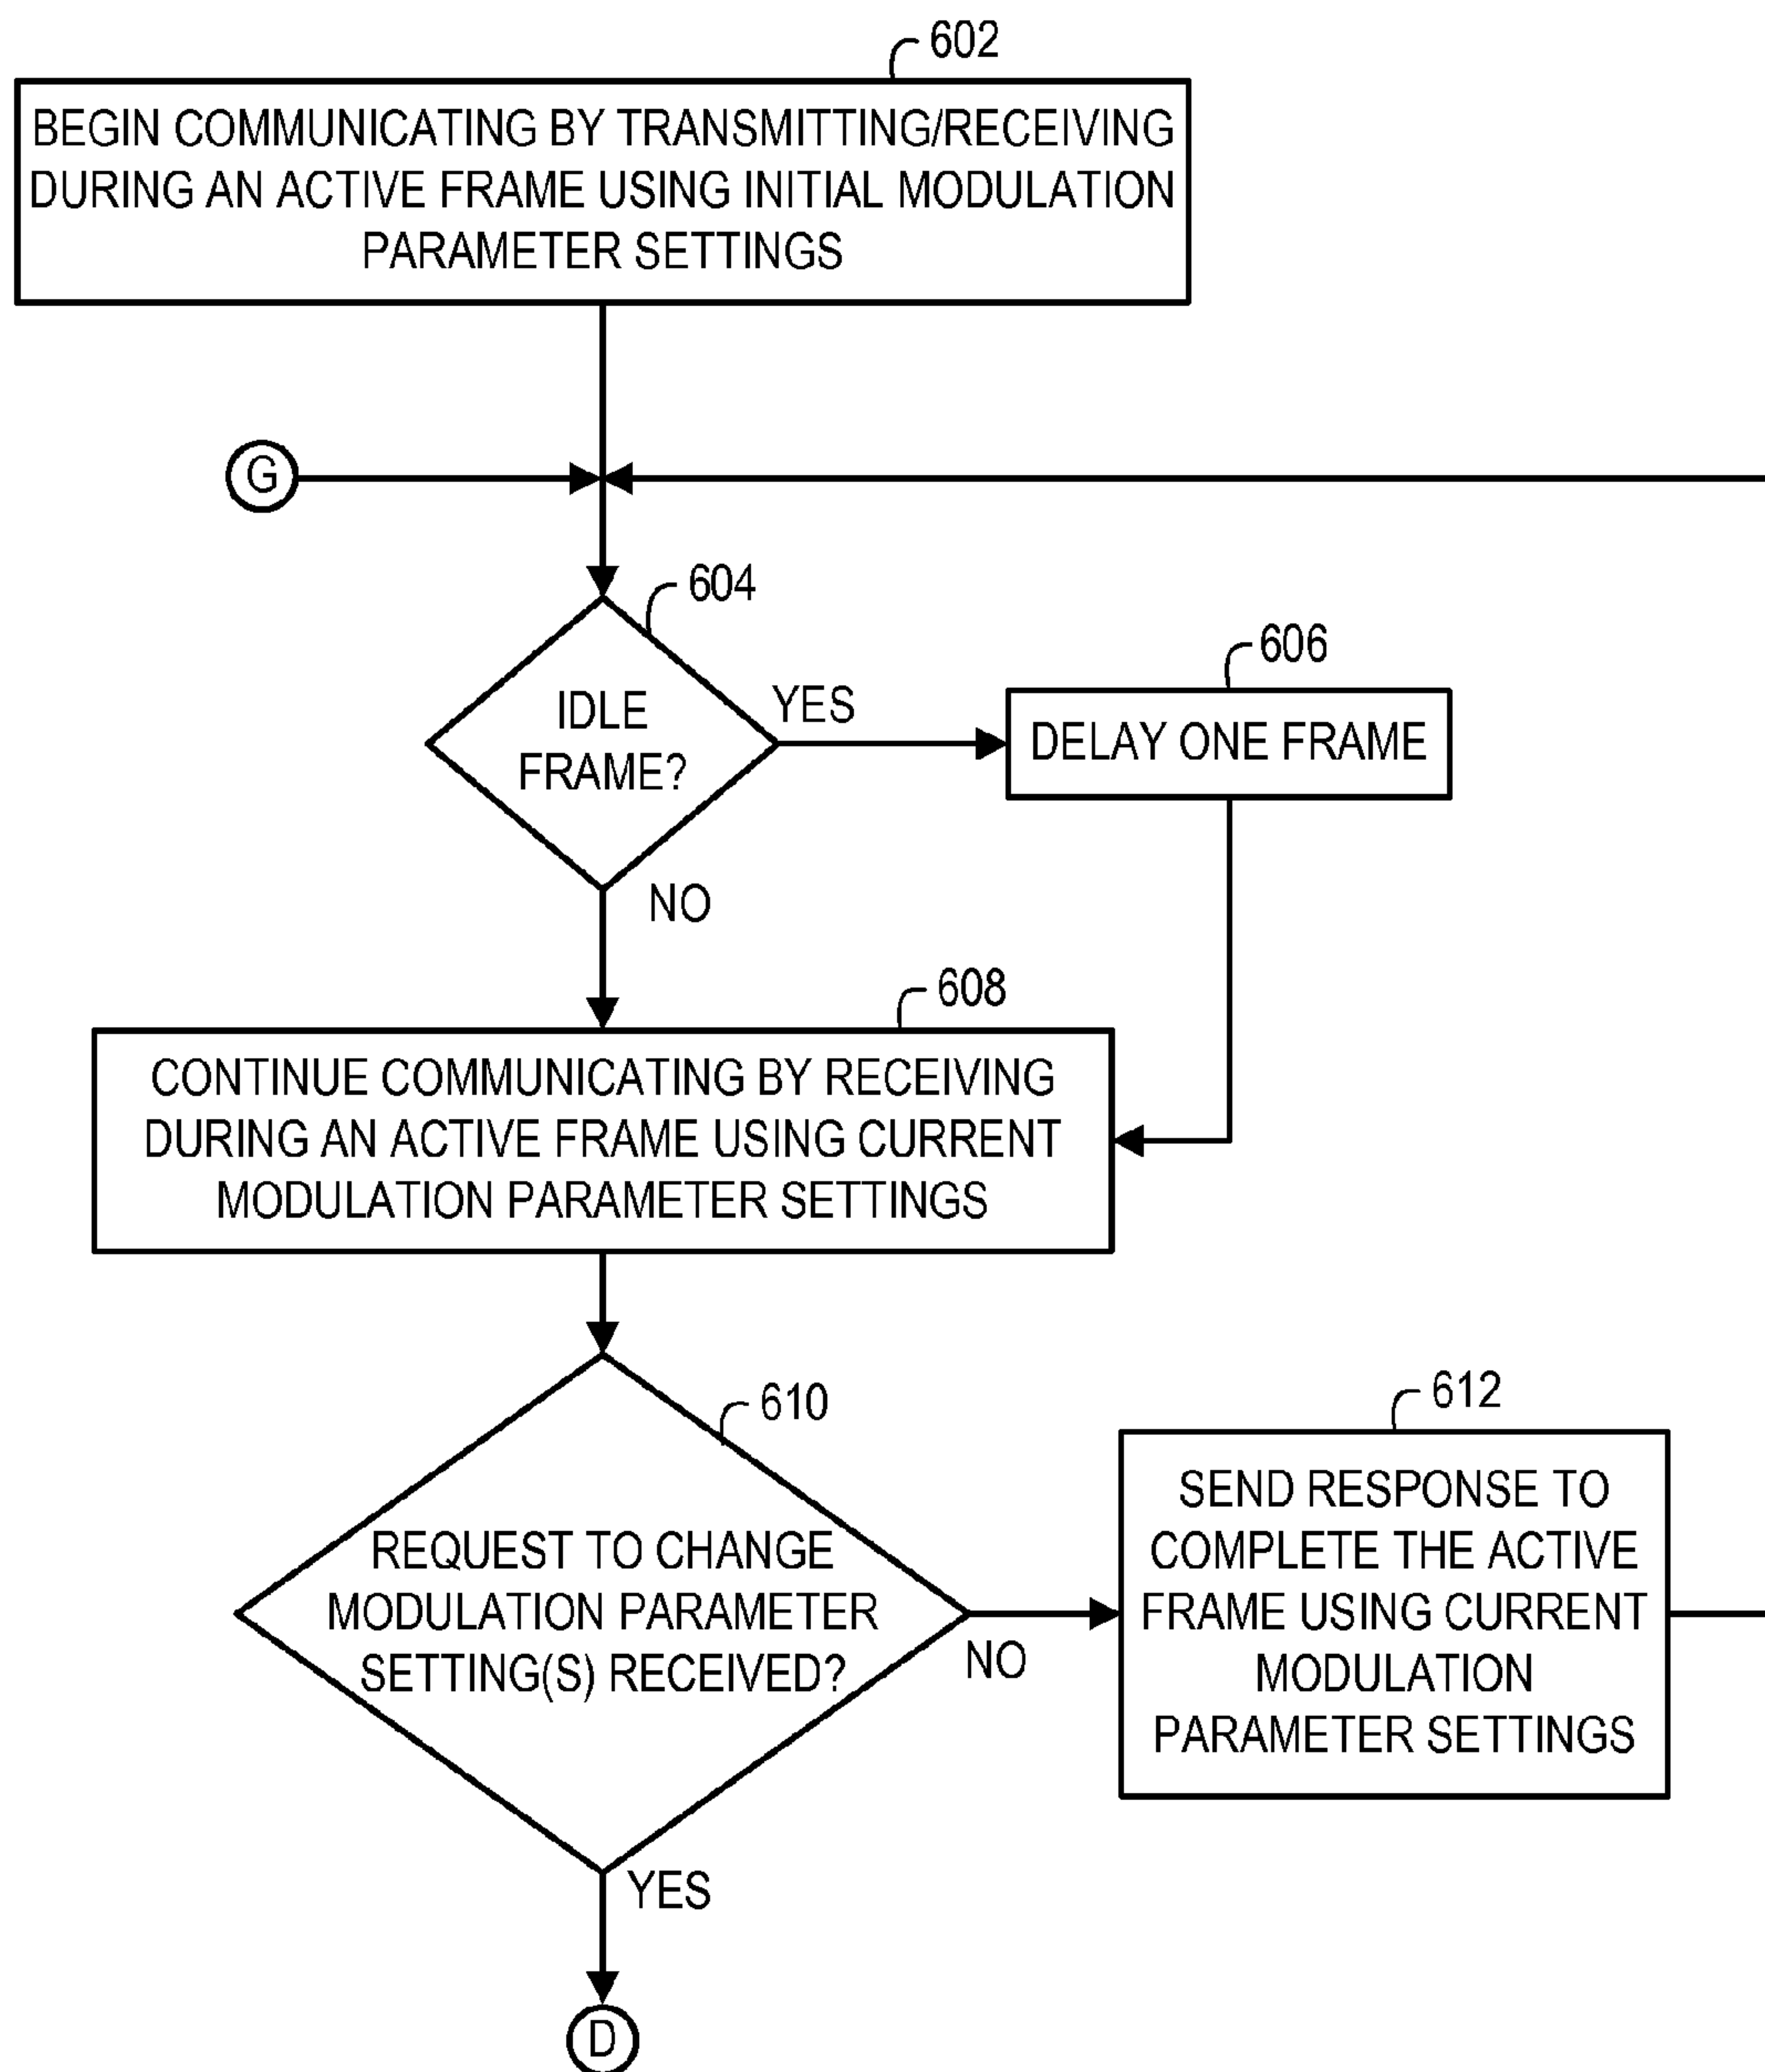 602
BEGIN COMMUNICATING BY TRANSMITTING/RECEIVING
DURING AN ACTIVE FRAME USING INITIAL MODULATION
PARAMETER SETTINGS
G
604
IDLE
FRAME?
YES
606
DELAY ONE FRAME
NO
608
CONTINUE COMMUNICATING BY RECEIVING
DURING AN ACTIVE FRAME USING CURRENT
MODULATION PARAMETER SETTINGS
610
REQUEST TO CHANGE
MODULATION PARAMETER
SETTING(S) RECEIVED?
NO
612
SEND RESPONSE TO
COMPLETE THE ACTIVE
FRAME USING CURRENT
MODULATION
PARAMETER SETTINGS
YES
D